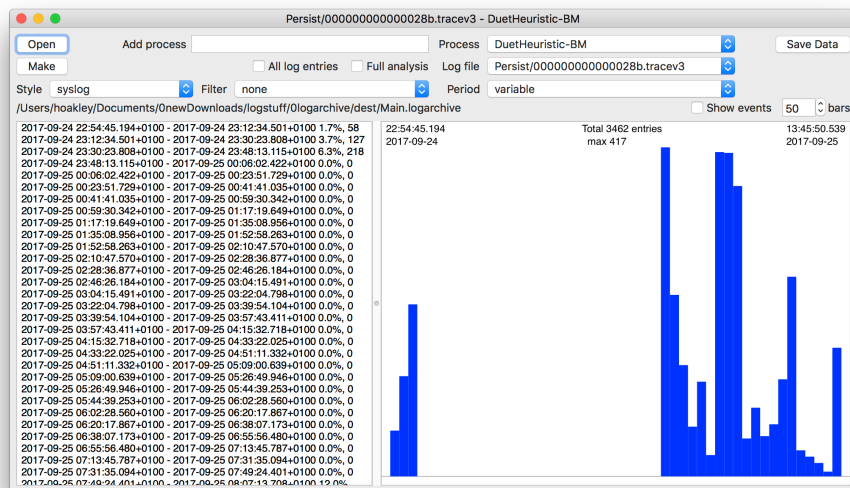 Persist/000000000000028b.tracev3 - DuetHeuristic-BM
Open Add process Process DuetHeuristic-BM Save Data
Make All log entries Full analysis Log file Persist/000000000000028b.tracev3
Style syslog Filter none Period variable
/Users/hoakley/Documents/0newDownloads/logstuff/0logarchive/dest/Main.logarchive Show events 50 bars
2017-09-24 22:54:45.194+0100 - 2017-09-24 23:12:34.501+0100 1.7%, 58
2017-09-24 23:12:34.501+0100 - 2017-09-24 23:30:23.808+0100 3.7%, 127
2017-09-24 23:30:23.808+0100 - 2017-09-24 23:48:13.115+0100 6.3%, 218
2017-09-24 23:48:13.115+0100 - 2017-09-25 00:06:02.422+0100 0.0%, 0
2017-09-25 00:06:02.422+0100 - 2017-09-25 00:23:51.729+0100 0.0%, 0
2017-09-25 00:23:51.729+0100 - 2017-09-25 00:41:41.035+0100 0.0%, 0
2017-09-25 00:41:41.035+0100 - 2017-09-25 00:59:30.342+0100 0.0%, 0
2017-09-25 00:59:30.342+0100 - 2017-09-25 01:17:19.649+0100 0.0%, 0
2017-09-25 01:17:19.649+0100 - 2017-09-25 01:35:08.956+0100 0.0%, 0
2017-09-25 01:35:08.956+0100 - 2017-09-25 01:52:58.263+0100 0.0%, 0
2017-09-25 01:52:58.263+0100 - 2017-09-25 02:10:47.570+0100 0.0%, 0
2017-09-25 02:10:47.570+0100 - 2017-09-25 02:28:36.877+0100 0.0%, 0
2017-09-25 02:28:36.877+0100 - 2017-09-25 02:46:26.184+0100 0.0%, 0
2017-09-25 02:46:26.184+0100 - 2017-09-25 03:04:15.491+0100 0.0%, 0
2017-09-25 03:04:15.491+0100 - 2017-09-25 03:22:04.798+0100 0.0%, 0
2017-09-25 03:22:04.798+0100 - 2017-09-25 03:39:54.104+0100 0.0%, 0
2017-09-25 03:39:54.104+0100 - 2017-09-25 03:57:43.411+0100 0.0%, 0
2017-09-25 03:57:43.411+0100 - 2017-09-25 04:15:32.718+0100 0.0%, 0
2017-09-25 04:15:32.718+0100 - 2017-09-25 04:33:22.025+0100 0.0%, 0
2017-09-25 04:33:22.025+0100 - 2017-09-25 04:51:11.332+0100 0.0%, 0
2017-09-25 04:51:11.332+0100 - 2017-09-25 05:09:00.639+0100 0.0%, 0
2017-09-25 05:09:00.639+0100 - 2017-09-25 05:26:49.946+0100 0.0%, 0
2017-09-25 05:26:49.946+0100 - 2017-09-25 05:44:39.253+0100 0.0%, 0
2017-09-25 05:44:39.253+0100 - 2017-09-25 06:02:28.560+0100 0.0%, 0
2017-09-25 06:02:28.560+0100 - 2017-09-25 06:20:17.867+0100 0.0%, 0
2017-09-25 06:20:17.867+0100 - 2017-09-25 06:38:07.173+0100 0.0%, 0
2017-09-25 06:38:07.173+0100 - 2017-09-25 06:55:56.480+0100 0.0%, 0
2017-09-25 06:55:56.480+0100 - 2017-09-25 07:13:45.787+0100 0.0%, 0
2017-09-25 07:13:45.787+0100 - 2017-09-25 07:31:35.094+0100 0.0%, 0
2017-09-25 07:31:35.094+0100 - 2017-09-25 07:49:24.401+0100 0.0%, 0
2017-09-25 07:49:24.401+0100 - 2017-09-25 08:07:13.708+0100 12.0%
22:54:45.194 Total 3462 entries 13:45:50.539
2017-09-24 max 417 2017-09-25